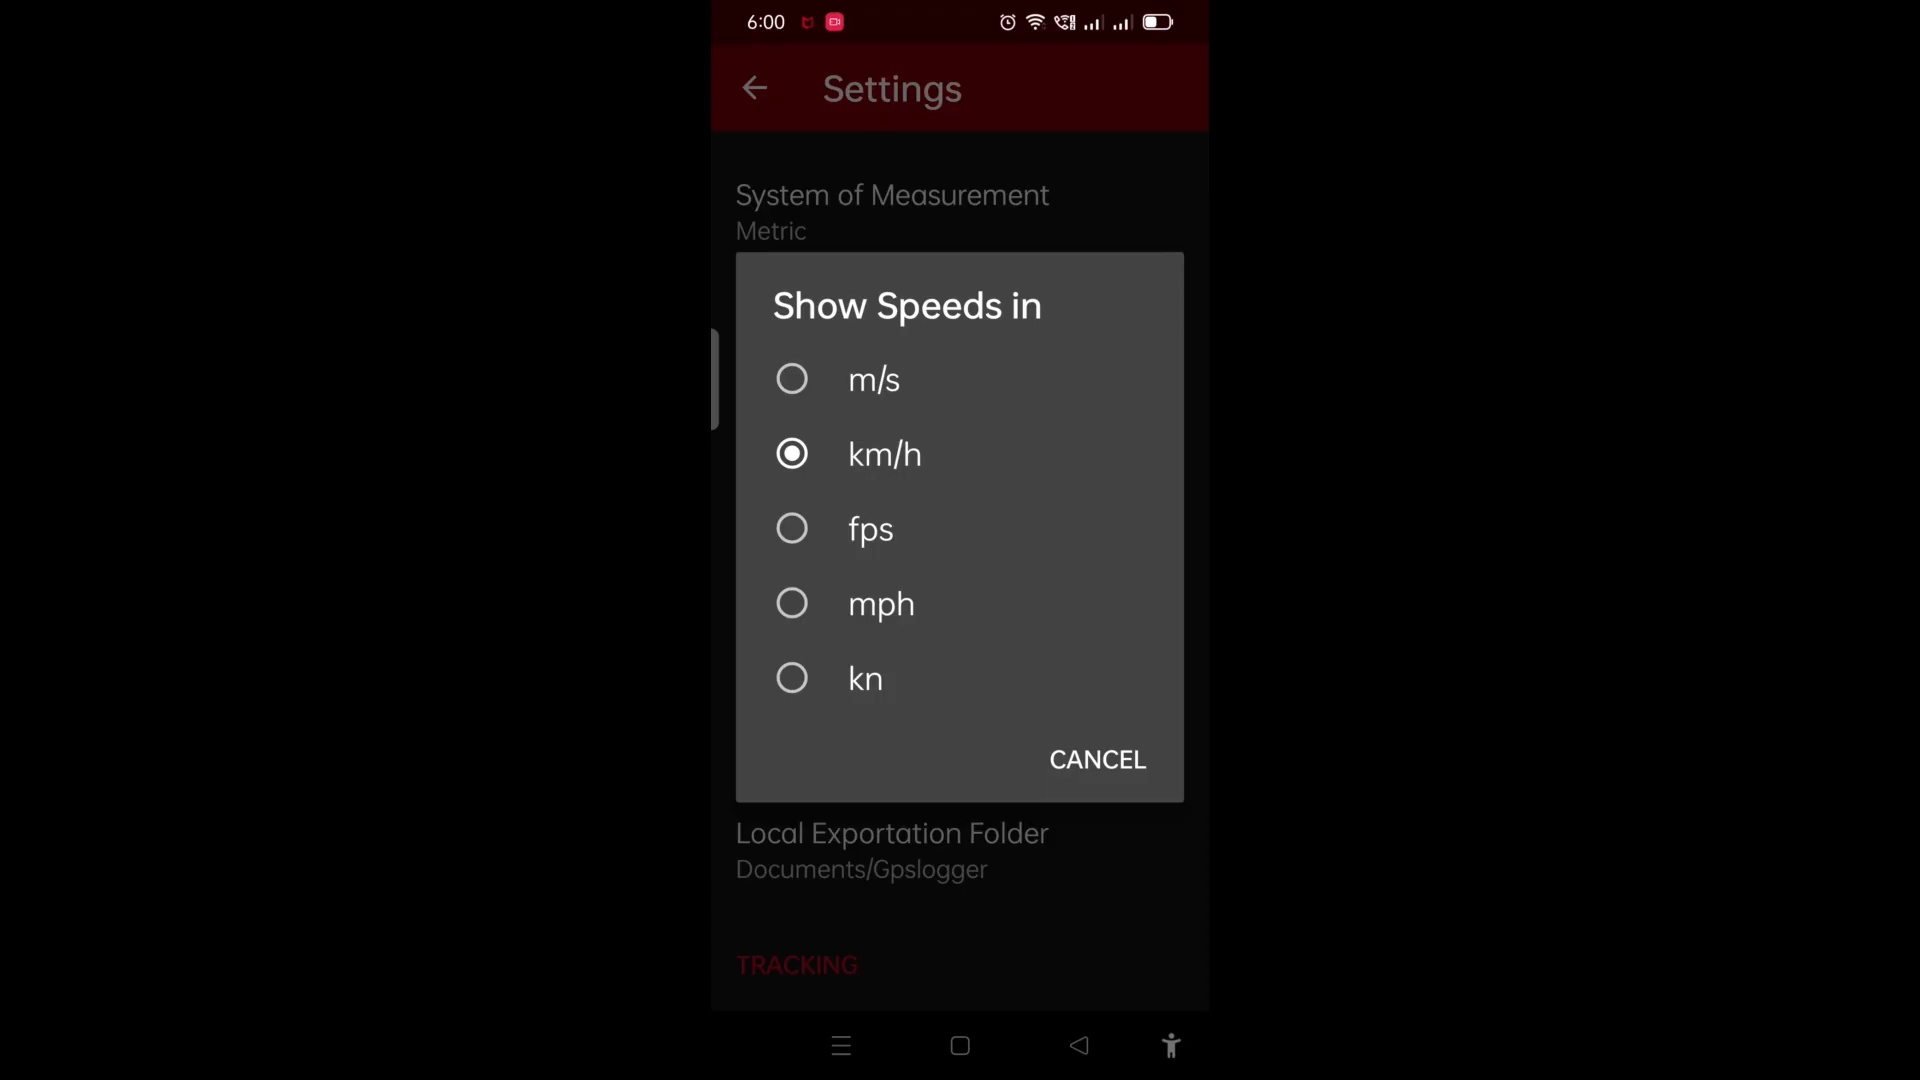 6:00
Settings
System of Measurement
Metric
Show Speeds in
m/s
km/h
fps
mph
kn
CANCEL
Local Exportation Folder
Documents/Gpslogger
TRACKING